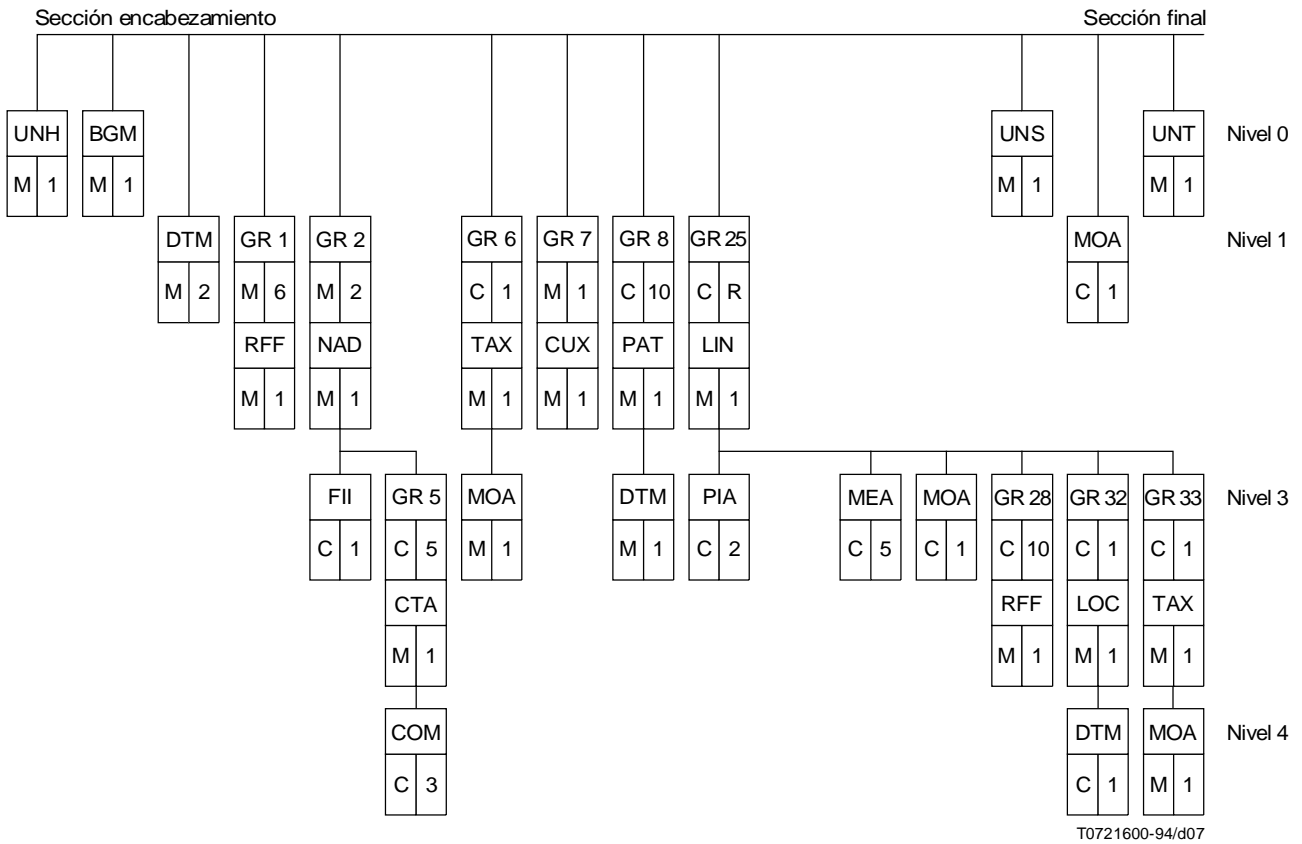 Sección encabezamiento Sección final
UNH BGM UNS UNT Nivel 0
M 1 M 1 M 1 M 1
DTM GR 1 GR 2 GR 6 GR 7 GR 8 GR 25 MOA Nivel 1
M 2 M 6 M 2 C 1 M 1 C 10 C R C 1
RFF NAD TAX CUX PAT LIN
M 1 M 1 M 1 M 1 M 1 M 1
FII GR 5 MOA DTM PIA MEA MOA GR 28 GR 32 GR 33 Nivel 3
C 1 C 5 M 1 M 1 C 2 C 5 C 1 C 10 C 1 C 1
CTA RFF LOC TAX
M 1 M 1 M 1 M 1
COM DTM MOA Nivel 4
C 3 C 1 M 1
T0721600-94/d07